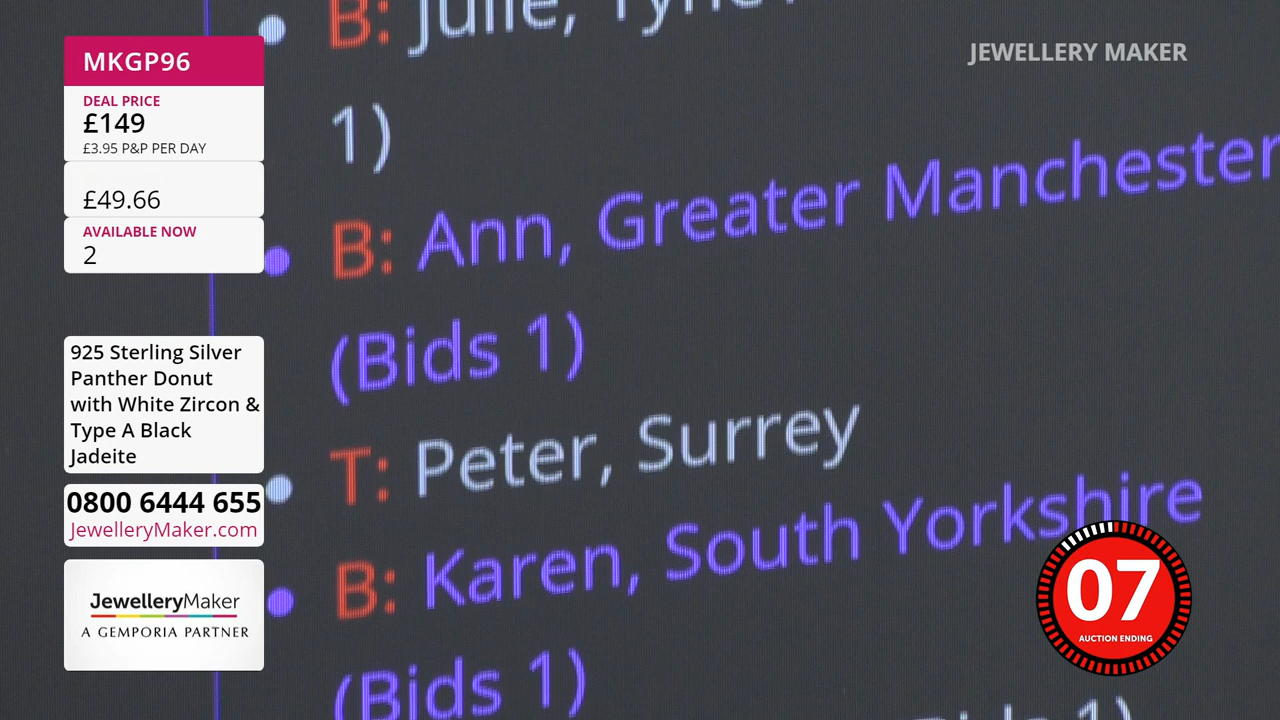 MKGP96
DEAL PRICE
£149
£3.95 P&P PER DAY
£49.66
AVAILABLE NOW
2
925 Sterling Silver
Panther Donut
with White Zircon &
Type A Black
Jadeite
0800 6444 655
JewelleryMaker.com
JewelleryMaker
A GEMPORIA PARTNER
JEWELLERY MAKER
B: Julie,
1)
B: Ann, Greater Manchester
(Bids 1)
T: Peter, Surrey
B: Karen, South Yorkshire
(Bids 1)
07
AUCTION ENDING